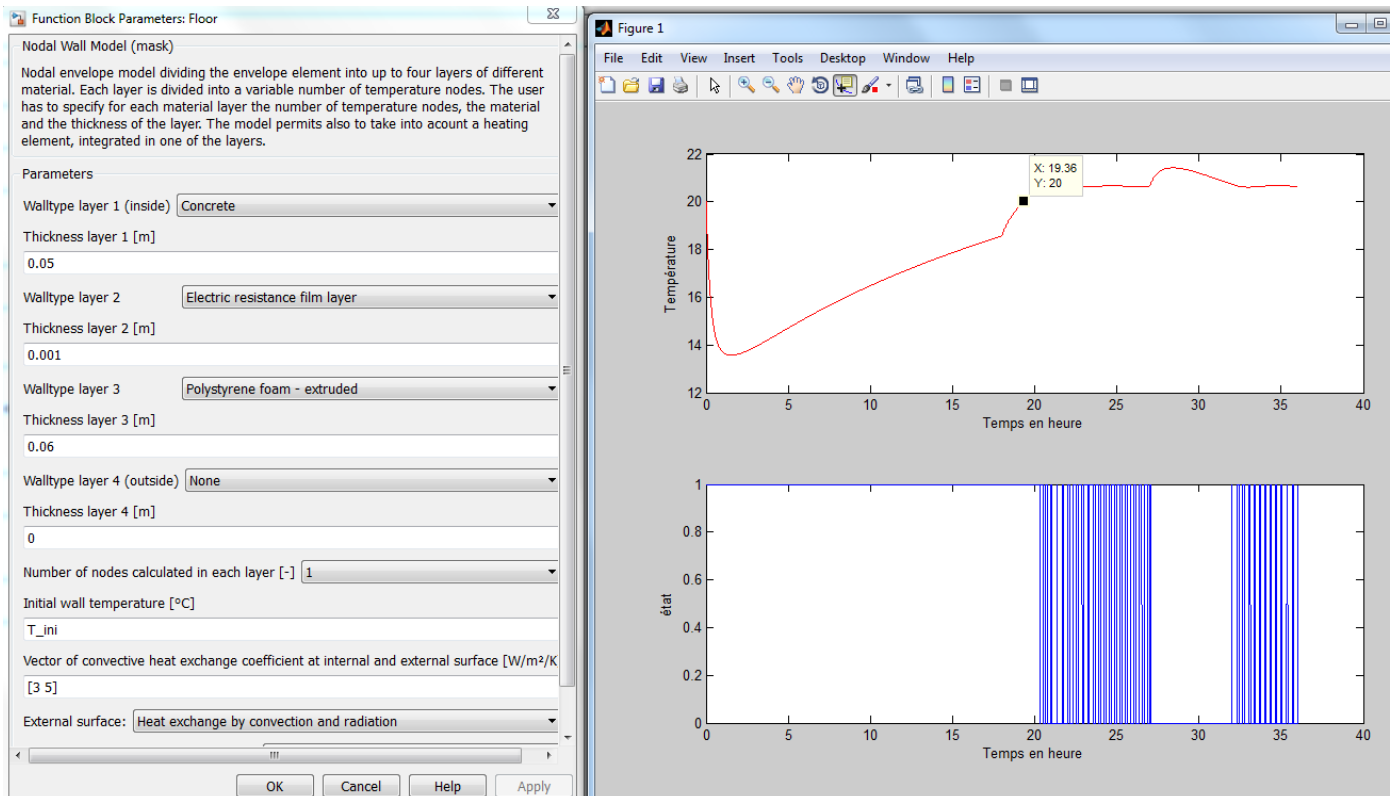 Function Block Parameters: Floor
Nodal Wall Model (mask)
Nodal envelope model dividing the envelope element into up to four layers of different
material. Each layer is divided into a variable number of temperature nodes. The user
has to specify for each material layer the number of temperature nodes, the material
and the thickness of the layer. The model permits also to take into acount a heating
element, integrated in one of the layers.
Parameters
Walltype layer 1 (inside) Concrete
Thickness layer 1 [m]
0.05
Walltype layer 2 Electric resistance film layer
Thickness layer 2 [m]
0.001
Walltype layer 3 Polystyrene foam - extruded
Thickness layer 3 [m]
0.06
Walltype layer 4 (outside) None
Thickness layer 4 [m]
0
Number of nodes calculated in each layer [-] 1
Initial wall temperature [ºC]
T_ini
Vector of convective heat exchange coefficient at internal and external surface [W/m²/K
[3 5]
External surface: Heat exchange by convection and radiation
OK Cancel Help Apply
Figure 1
File Edit View Insert Tools Desktop Window Help
22
20
18
16
14
12
Température
X: 19.36
Y: 20
0 5 10 15 20 25 30 35 40
Temps en heure
1
0.8
0.6
0.4
0.2
0
état
0 5 10 15 20 25 30 35 40
Temps en heure